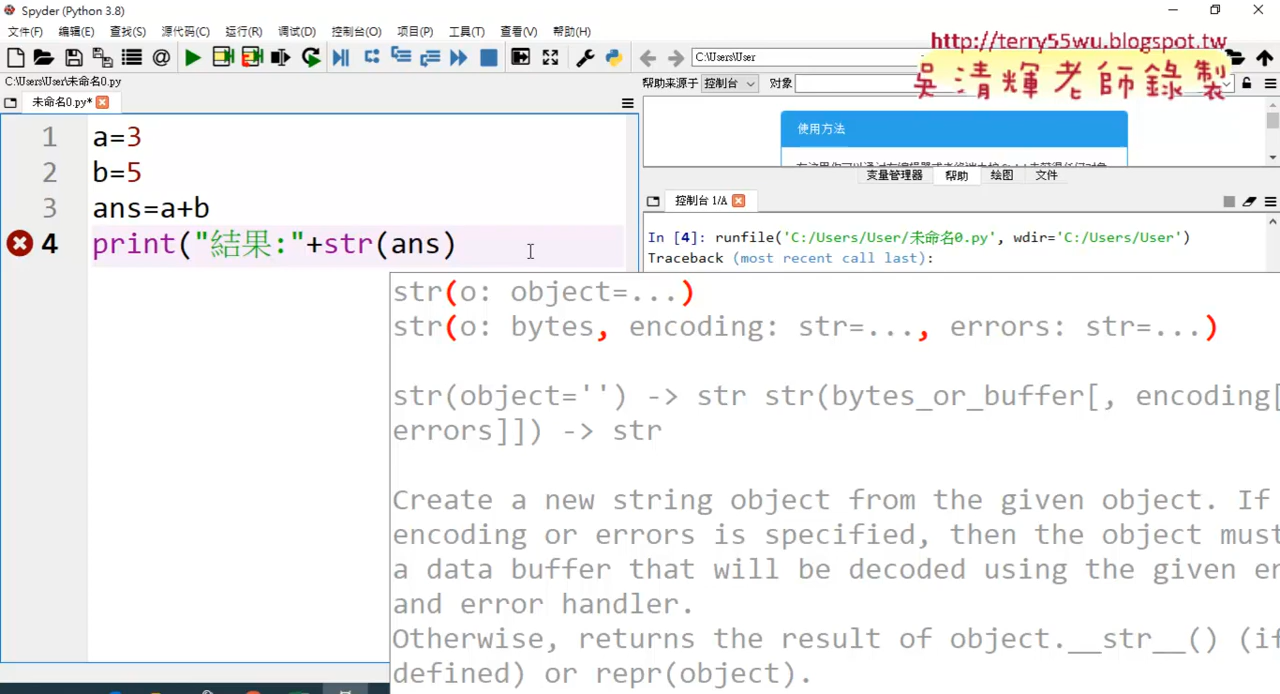 Spyder (Python 3.8)
文件(F) 编辑(E) 查找(S) 源代码(C) 运行(R) 调试(D) 控制台(O) 项目(P) 工具(T) 查看(V) 帮助(H)
http://terry55wu.blogspot.tw
吳清輝老師錄製
C:\Users\User
C:\Users\User\未命名0.py
未命名0.py*
帮助来源于 控制台 对象
1 a=3
2 b=5
3 ans=a+b
4 print("結果:"+str(ans)
使用方法
变量管理器 帮助 绘图 文件
控制台 1/A
In [4]: runfile('C:/Users/User/未命名0.py', wdir='C:/Users/User')
Traceback (most recent call last):
str(o: object=...)
str(o: bytes, encoding: str=..., errors: str=...)
str(object='') -> str str(bytes_or_buffer[, encoding[
errors]]) -> str
Create a new string object from the given object. If
encoding or errors is specified, then the object must
a data buffer that will be decoded using the given er
and error handler.
Otherwise, returns the result of object.__str__() (if
defined) or repr(object).